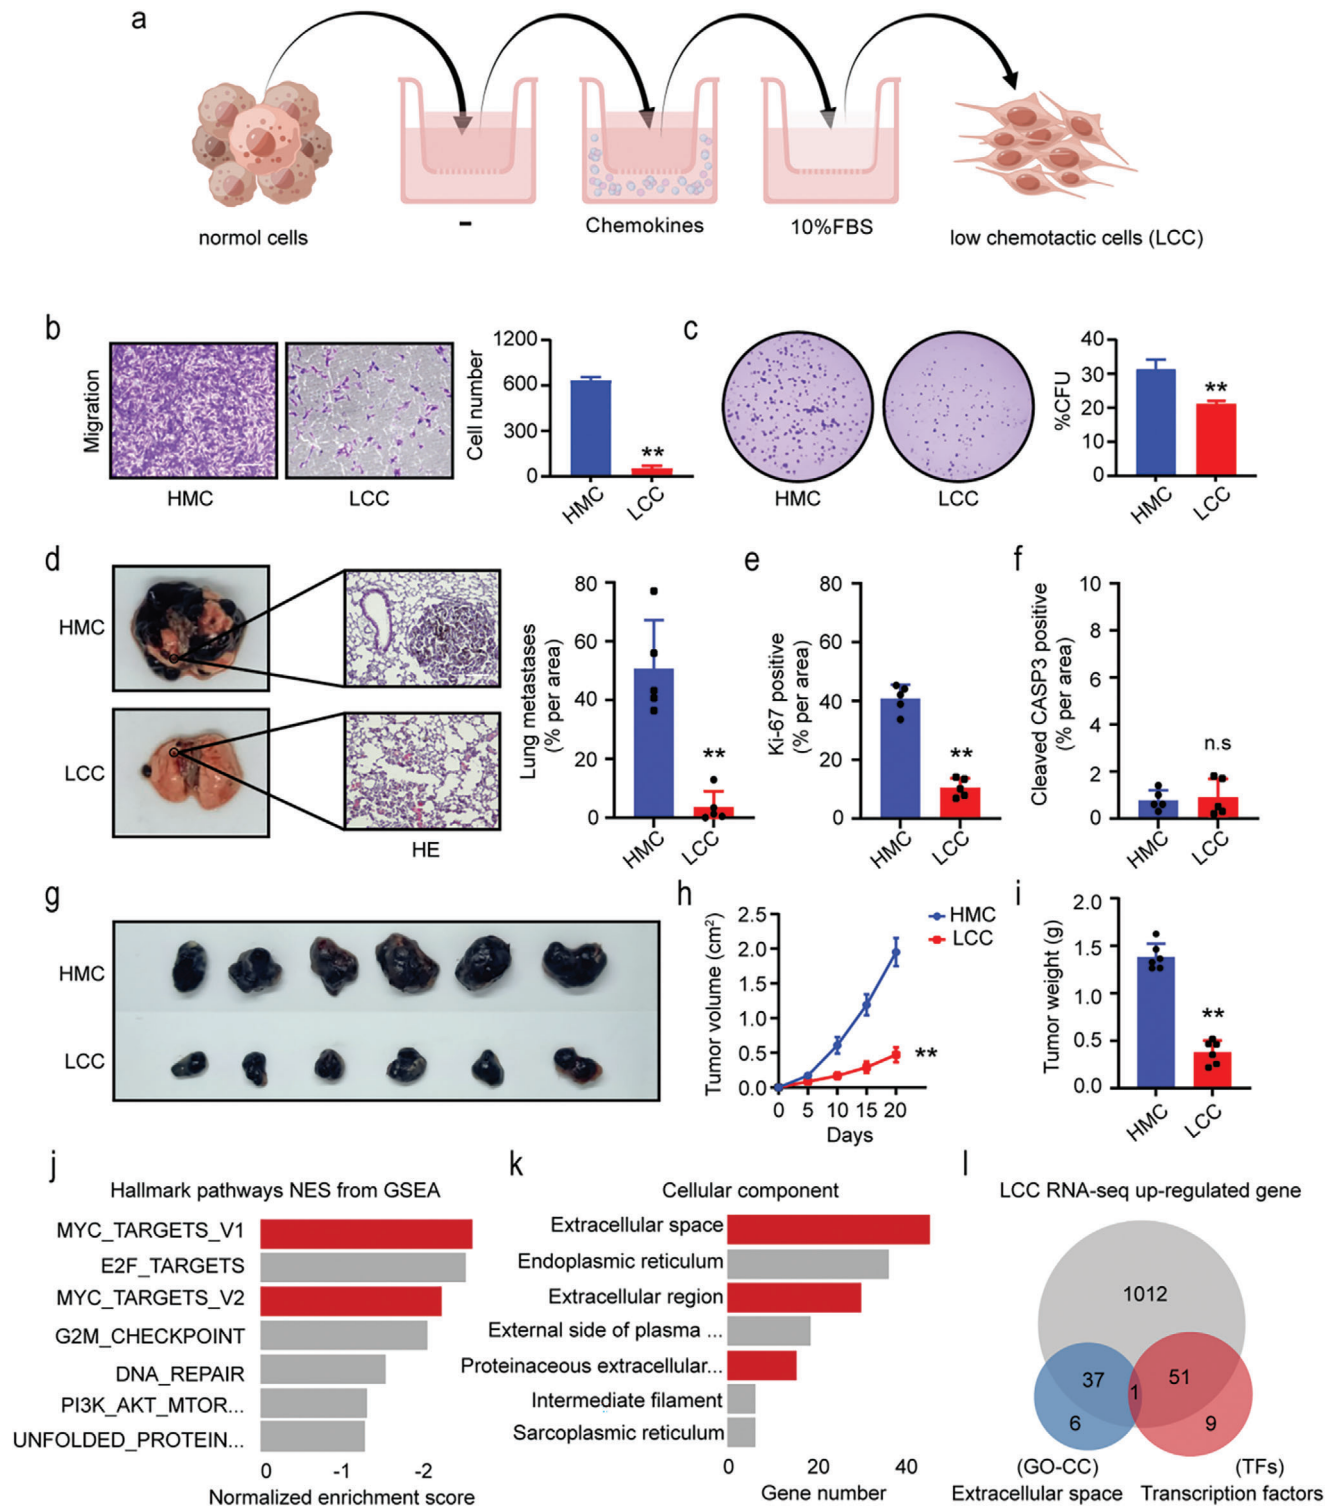 a
normol cells
-
Chemokines
10%FBS
low chemotactic cells (LCC)
b
Migration
HMC
LCC
Cell number
1200
600
300
0
**
HMC
LCC
c
HMC
LCC
%CFU
40
30
20
10
0
**
HMC
LCC
d
HMC
LCC
HE
Lung metastases
(% per area)
80
60
40
20
0
**
HMC
LCC
e
Ki-67 positive
(% per area)
80
60
40
20
0
**
HMC
LCC
f
Cleaved CASP3 positive
(% per area)
10
8
6
4
2
0
n.s
HMC
LCC
g
HMC
LCC
h
Tumor volume (cm²)
2.5
2.0
1.5
1.0
0.5
0.0
HMC
LCC
**
0 5 10 15 20
Days
i
Tumor weight (g)
2.0
1.5
1.0
0.5
0.0
**
HMC
LCC
j
Hallmark pathways NES from GSEA
MYC_TARGETS_V1
E2F_TARGETS
MYC_TARGETS_V2
G2M_CHECKPOINT
DNA_REPAIR
PI3K_AKT_MTOR...
UNFOLDED_PROTEIN...
0 -1 -2
Normalized enrichment score
k
Cellular component
Extracellular space
Endoplasmic reticulum
Extracellular region
External side of plasma ...
Proteinaceous extracellular...
Intermediate filament
Sarcoplasmic reticulum
0 20 40
Gene number
l
LCC RNA-seq up-regulated gene
1012
37
1
51
6
9
(GO-CC)
Extracellular space
(TFs)
Transcription factors